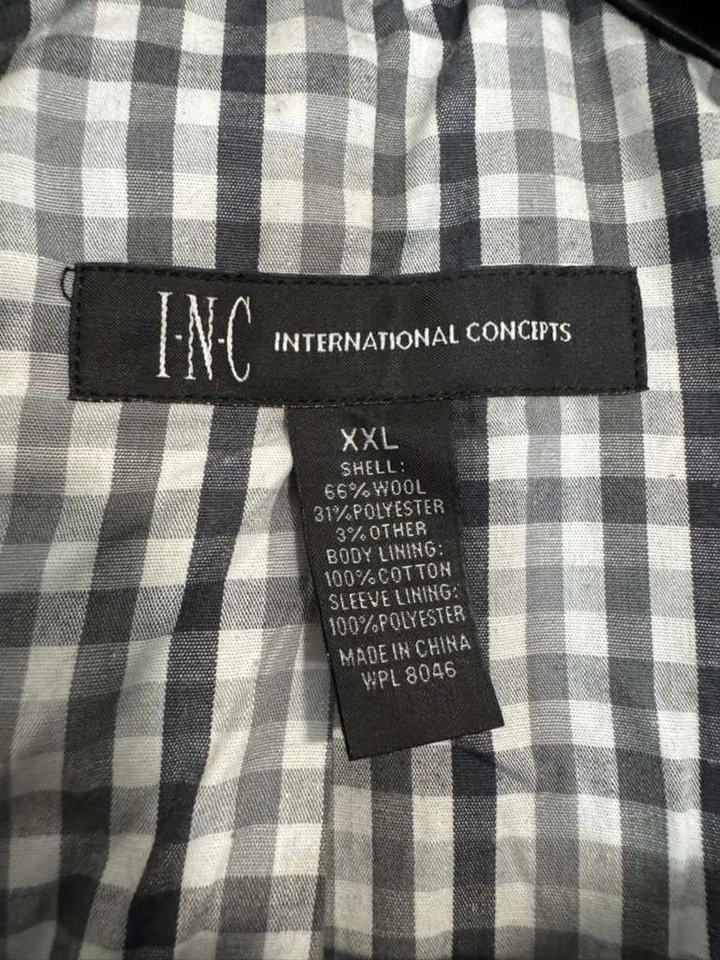 I-N-C INTERNATIONAL CONCEPTS
XXL
SHELL:
66% WOOL
31% POLYESTER
3% OTHER
BODY LINING:
100% COTTON
SLEEVE LINING:
100% POLYESTER
MADE IN CHINA
WPL 8046